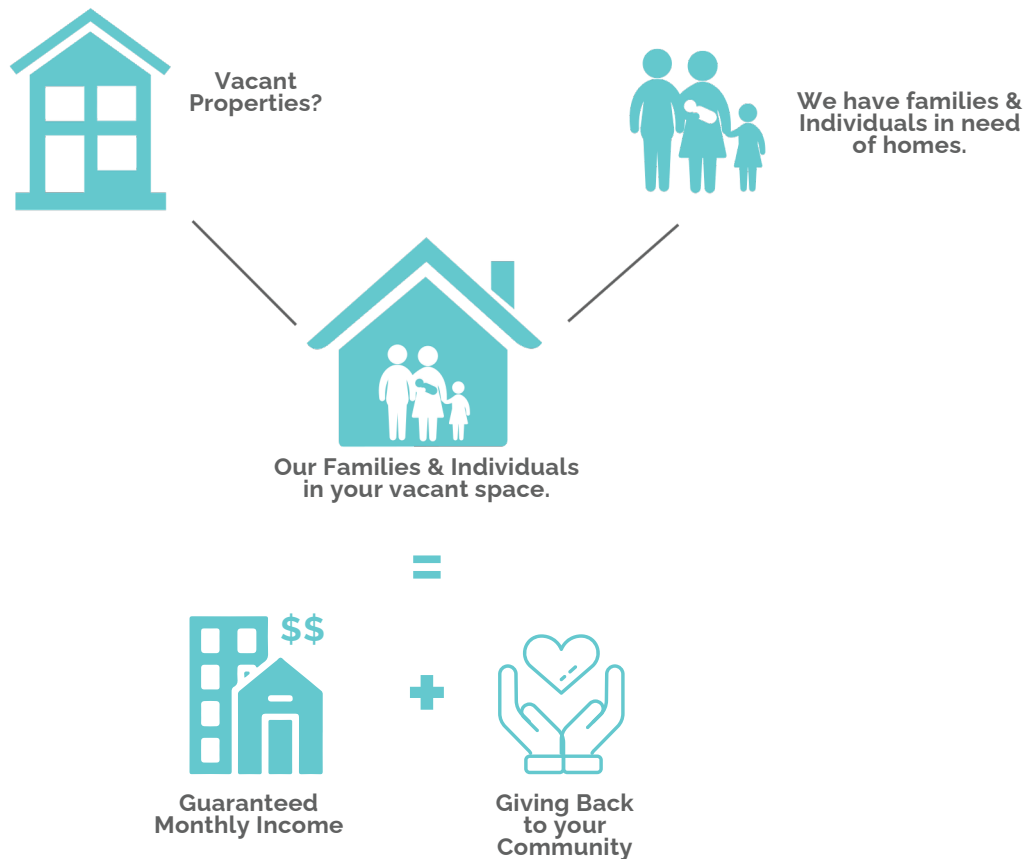 Vacant
Properties?
We have families &
Individuals in need
of homes.
Our Families & Individuals
in your vacant space.
=
$$
+
Guaranteed
Monthly Income
Giving Back
to your
Community